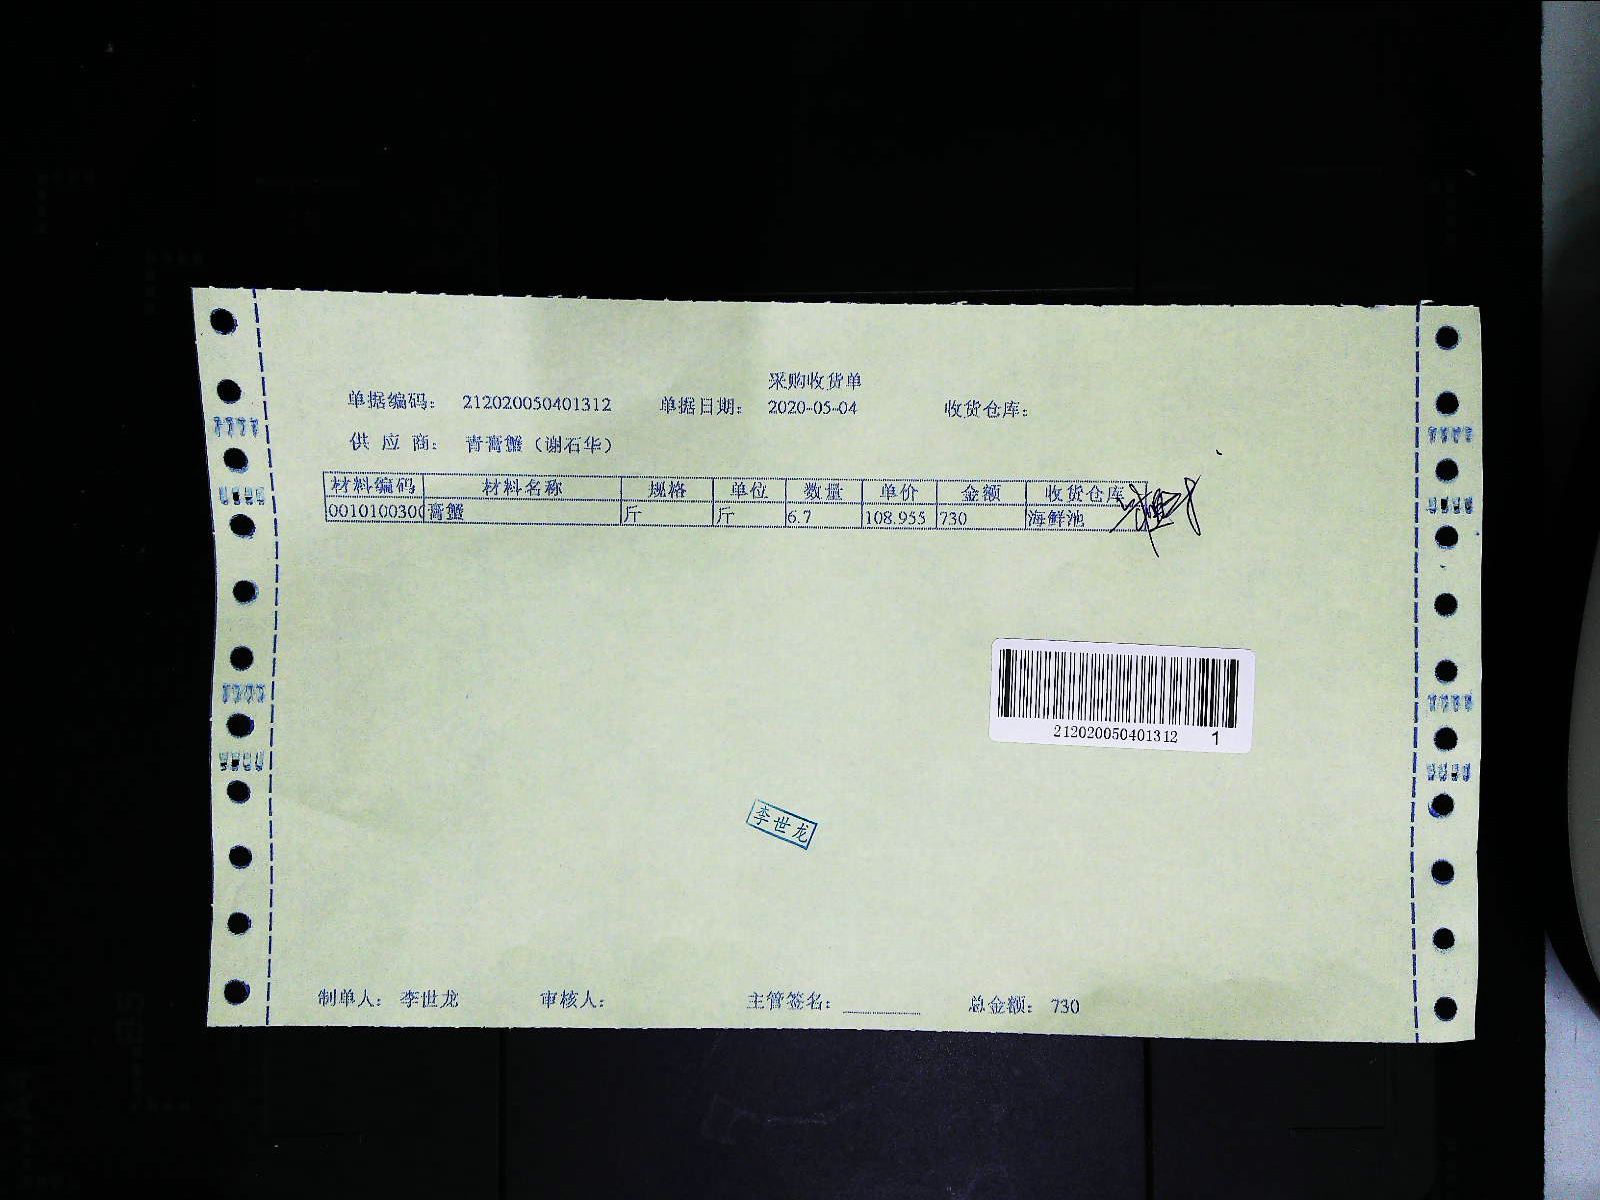 采购收货单
单据编码： 212020050401312 单据日期： 2020-05-04 收货仓库：
供 应 商： 青膏蟹（谢石华）
材料编码 材料名称 规格 单位 数量 单价 金额 收货仓库
0010100300 膏蟹 斤 斤 6.7 108.955 730 海鲜池
212020050401312 1
李世龙
制单人： 李世龙 审核人： 主管签名： 总金额： 730